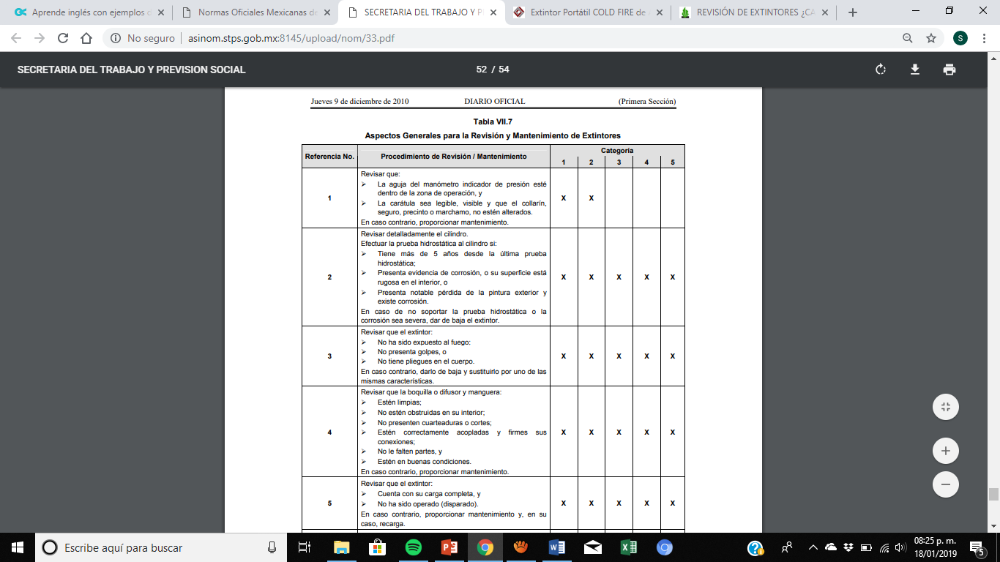 Aprende inglés con ejemplos d
Normas Oficiales Mexicanas de
SECRETARIA DEL TRABAJO Y PR
Extintor Portátil COLD FIRE de A
REVISIÓN DE EXTINTORES ¿CA
No seguro | asinom.stps.gob.mx:8145/upload/nom/33.pdf
S
SECRETARIA DEL TRABAJO Y PREVISION SOCIAL
52 / 54
Jueves 9 de diciembre de 2010 DIARIO OFICIAL (Primera Sección)
Tabla VII.7
Aspectos Generales para la Revisión y Mantenimiento de Extintores
Referencia No. Procedimiento de Revisión / Mantenimiento Categoría
1 2 3 4 5
Revisar que:
➢ La aguja del manómetro indicador de presión esté
dentro de la zona de operación, y
1 X X
➢ La carátula sea legible, visible y que el collarín,
seguro, precinto o marchamo, no estén alterados.
En caso contrario, proporcionar mantenimiento.
Revisar detalladamente el cilindro.
Efectuar la prueba hidrostática al cilindro si:
➢ Tiene más de 5 años desde la última prueba
hidrostática;
➢ Presenta evidencia de corrosión, o su superficie está
2 X X X X X
rugosa en el interior, o
➢ Presenta notable pérdida de la pintura exterior y
existe corrosión.
En caso de no soportar la prueba hidrostática o la
corrosión sea severa, dar de baja el extintor.
Revisar que el extintor:
➢ No ha sido expuesto al fuego:
➢ No presenta golpes, o
3 X X X X X
➢ No tiene pliegues en el cuerpo.
En caso contrario, darlo de baja y sustituirlo por uno de las
mismas características.
Revisar que la boquilla o difusor y manguera:
➢ Estén limpias;
➢ No estén obstruidas en su interior;
➢ No presenten cuarteaduras o cortes;
➢ Estén correctamente acopladas y firmes sus
4 X X X X X
conexiones;
➢ No le falten partes, y
➢ Estén en buenas condiciones.
En caso contrario, proporcionar mantenimiento.
Revisar que el extintor:
➢ Cuenta con su carga completa, y
5 X X X X X
➢ No ha sido operado (disparado).
En caso contrario, proporcionar mantenimiento y, en su
caso, recarga.
Escribe aquí para buscar
08:25 p. m.
18/01/2019
5